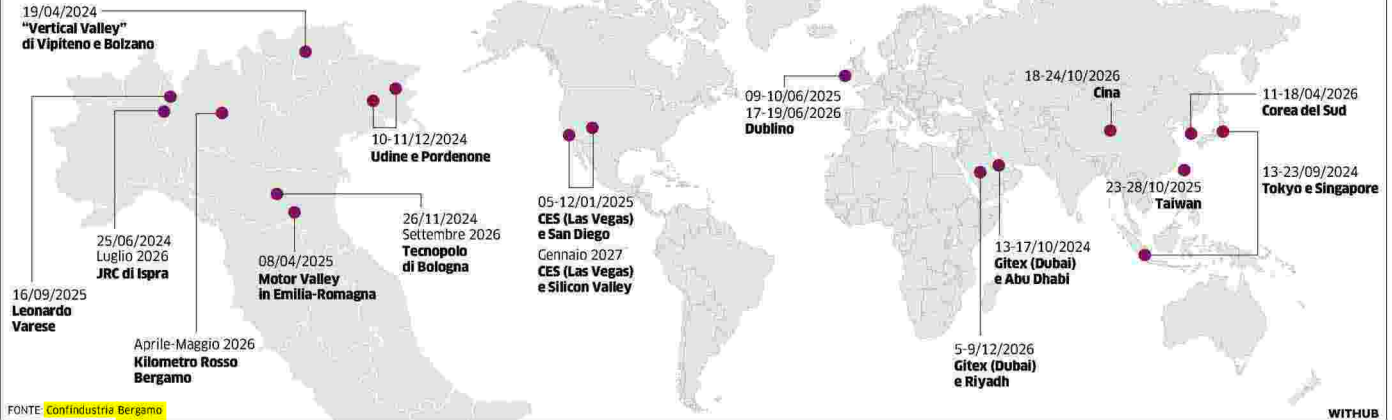 19/04/2024
“Vertical Valley”
di Vipiteno e Bolzano
10-11/12/2024
Udine e Pordenone
25/06/2024
Luglio 2026
JRC di Ispra
16/09/2025
Leonardo
Varese
Aprile-Maggio 2026
Kilometro Rosso
Bergamo
08/04/2025
Motor Valley
in Emilia-Romagna
26/11/2024
Settembre 2026
Tecnopolo
di Bologna
05-12/01/2025
CES (Las Vegas)
e San Diego
Gennaio 2027
CES (Las Vegas)
e Silicon Valley
09-10/06/2025
17-19/06/2026
Dublino
18-24/10/2026
Cina
11-18/04/2026
Corea del Sud
13-23/09/2024
Tokyo e Singapore
23-28/10/2025
Taiwan
13-17/10/2024
Gitex (Dubai)
e Abu Dhabi
5-9/12/2026
Gitex (Dubai)
e Riyadh
FONTE: Confindustria Bergamo
WITHUB